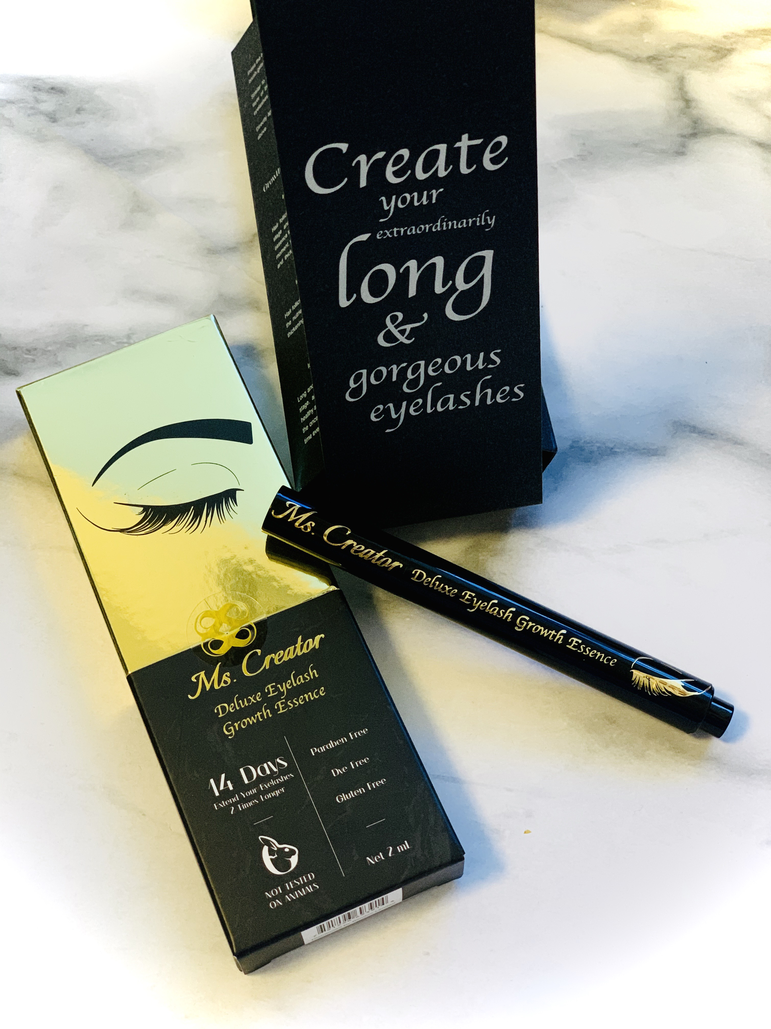 Create
your
extraordinarily
long
&
gorgeous
eyelashes
Ms. Creator Deluxe Eyelash Growth Essence
Ms. Creator
Deluxe Eyelash
Growth Essence
14 Days
Extend Your Eyelashes
2 Times Longer
NOT TESTED
ON ANIMALS
Paraben Free
Dye Free
Gluten Free
Net 2 mL